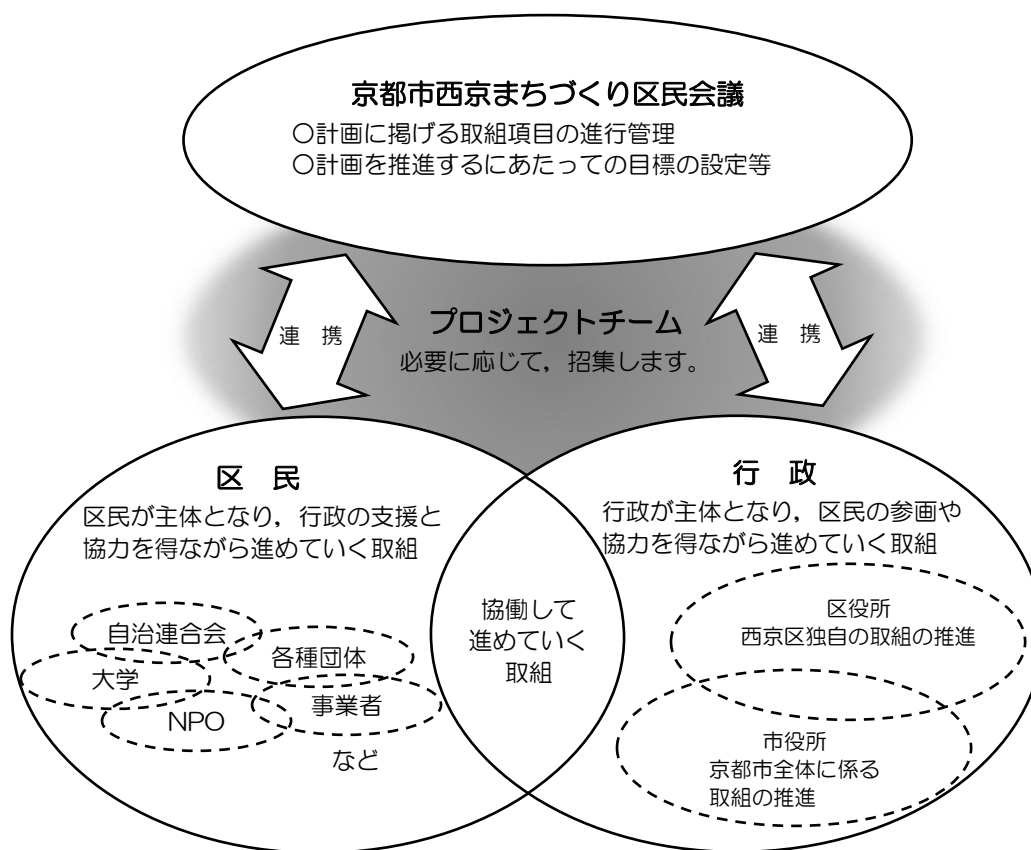 京都市西京まちづくり区民会議
○計画に掲げる取組項目の進行管理
○計画を推進するにあたっての目標の設定等
連 携
プロジェクトチーム
必要に応じて，招集します。
連 携
区 民
区民が主体となり，行政の支援と
協力を得ながら進めていく取組
自治連合会
各種団体
大学
事業者
NPO
など
協働して
進めていく
取組
行 政
行政が主体となり，区民の参画や
協力を得ながら進めていく取組
区役所
西京区独自の取組の推進
市役所
京都市全体に係る
取組の推進